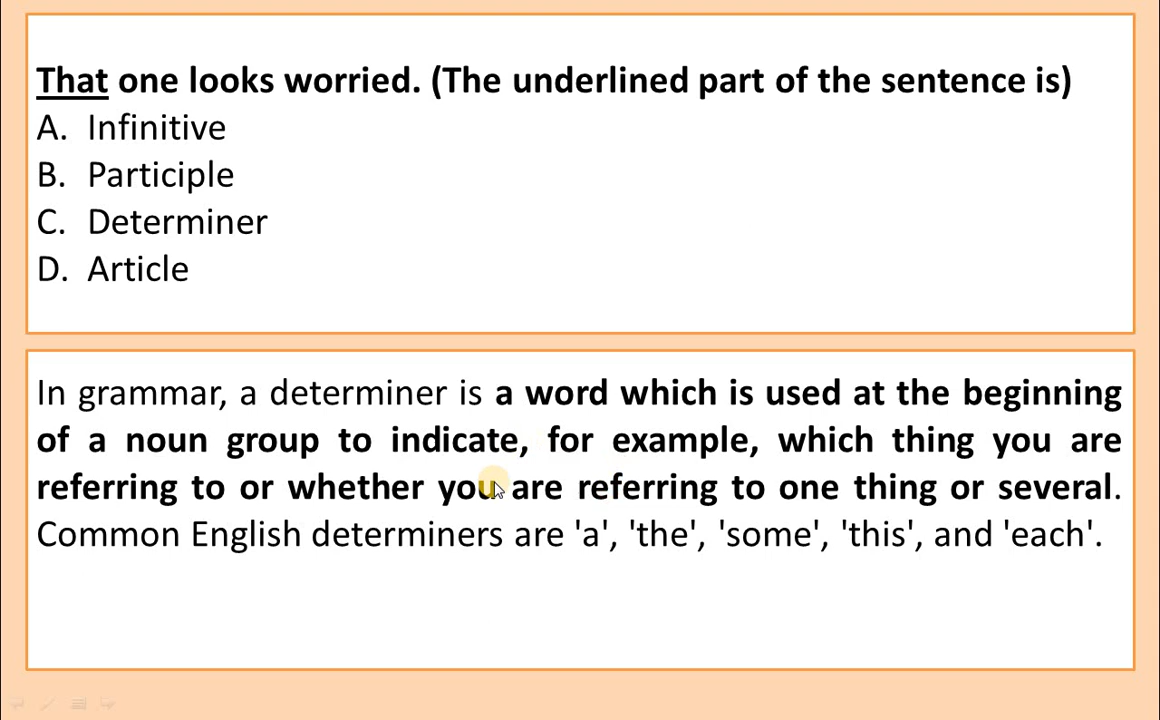 That one looks worried. (The underlined part of the sentence is)
A. Infinitive
B. Participle
C. Determiner
D. Article
In grammar, a determiner is a word which is used at the beginning
of a noun group to indicate, for example, which thing you are
referring to or whether you are referring to one thing or several.
Common English determiners are 'a', 'the', 'some', 'this', and 'each'.